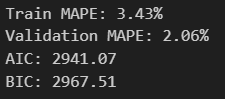 Train MAPE: 3.43%
Validation MAPE: 2.06%
AIC: 2941.07
BIC: 2967.51